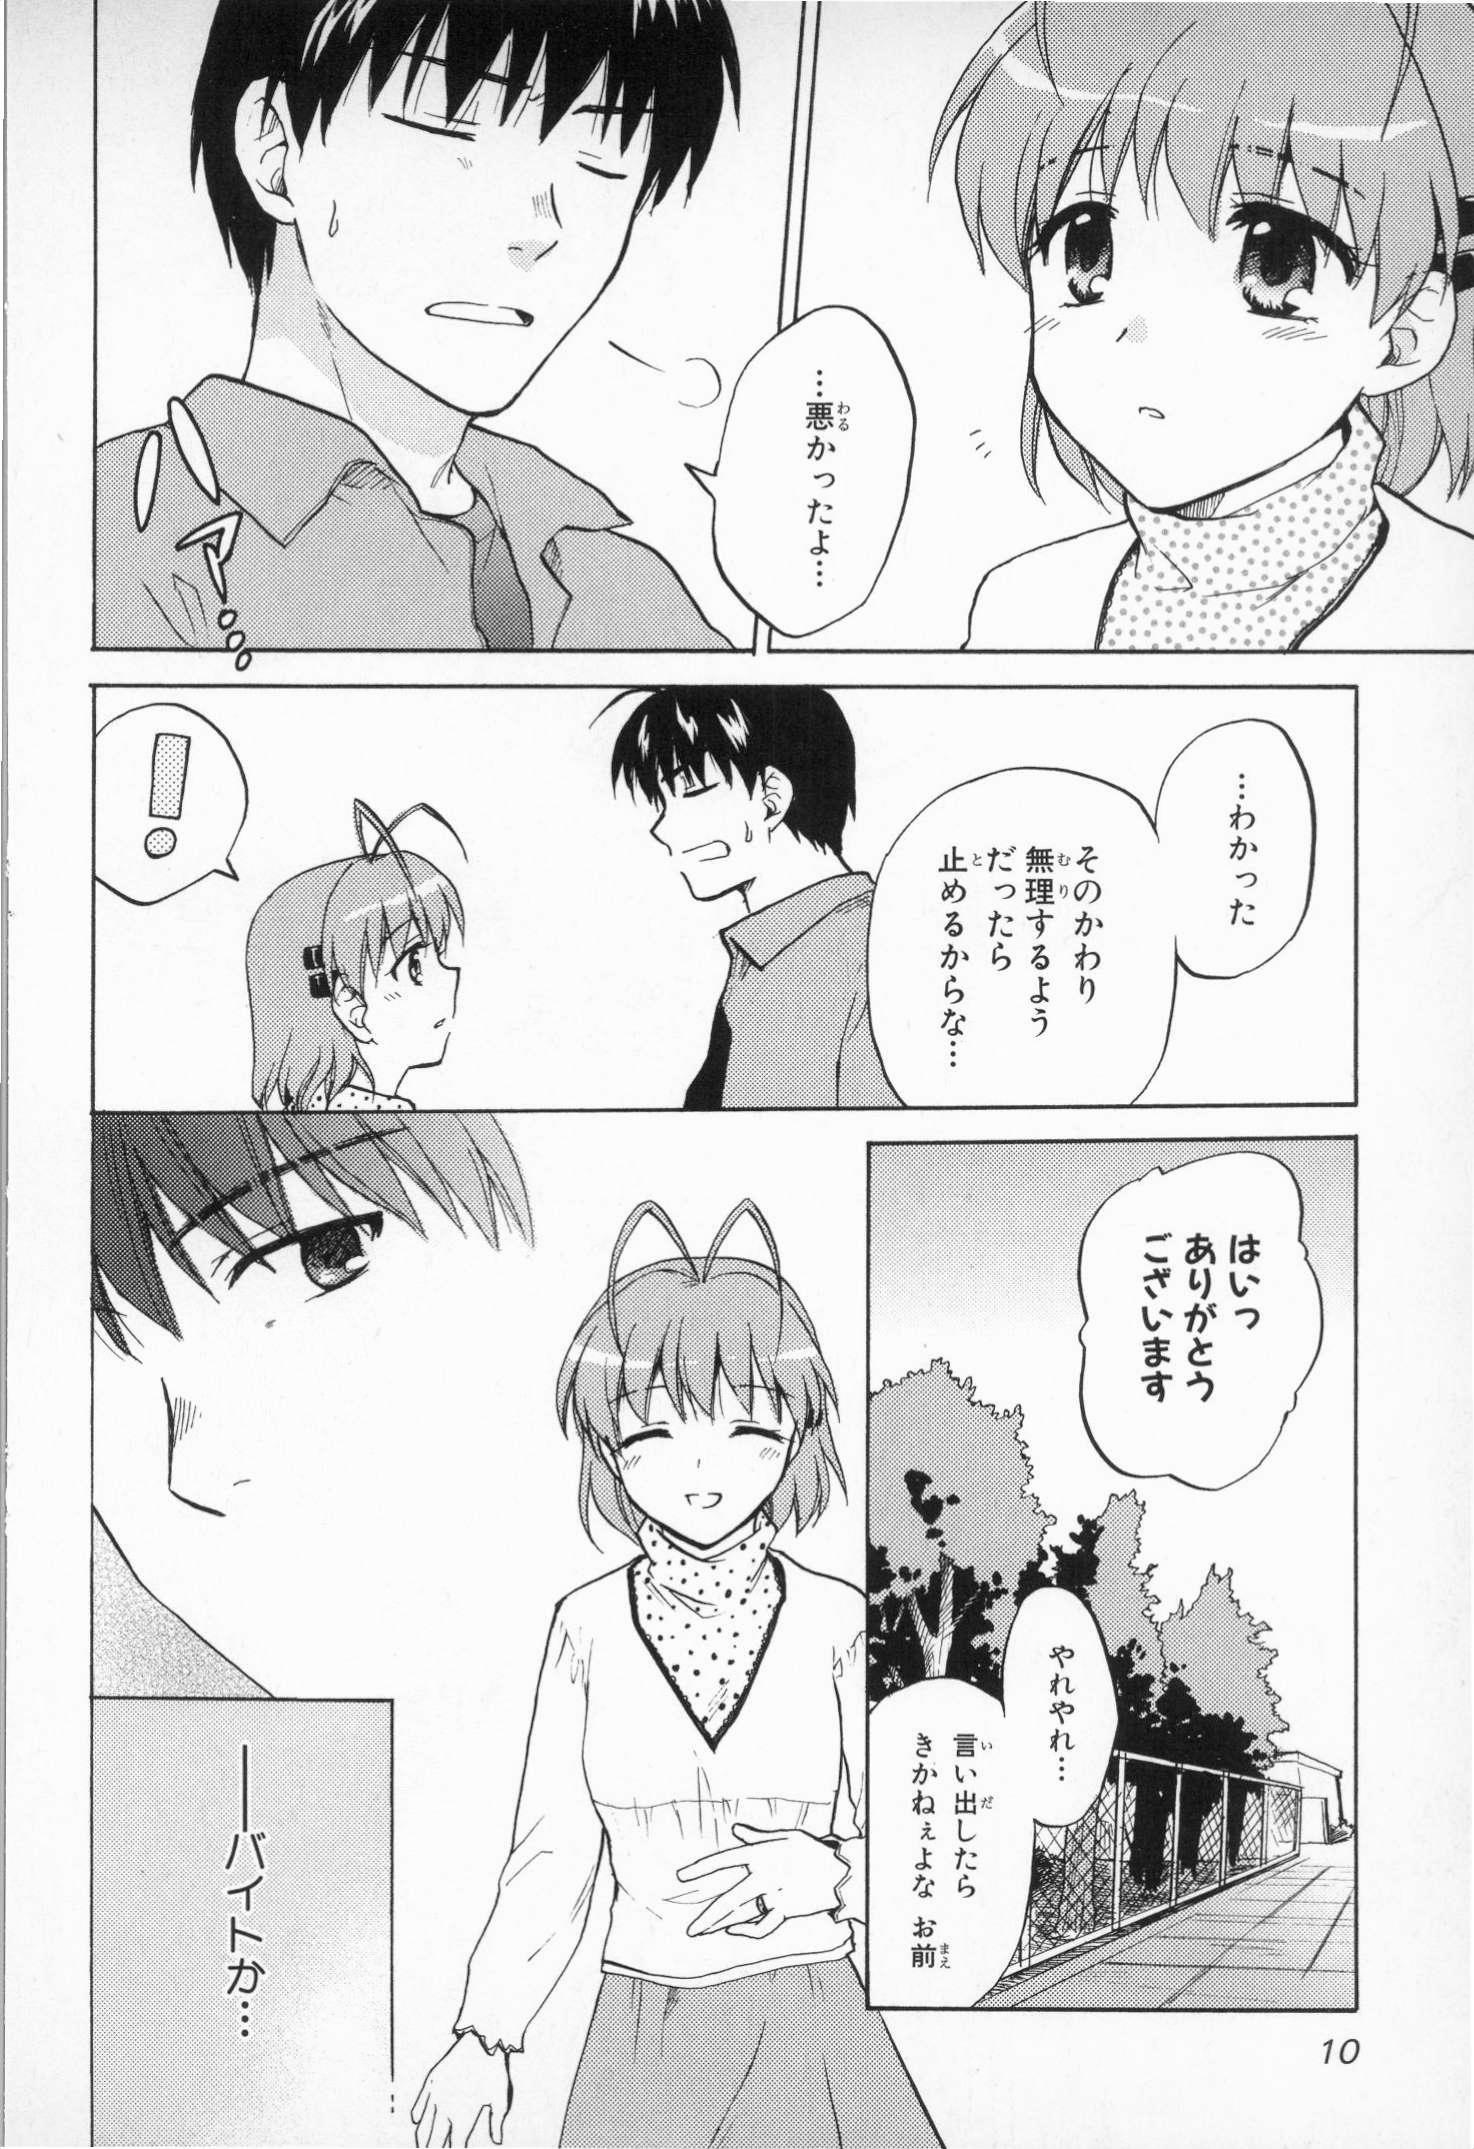 …悪かったよ…
ハァ…
…わかった
そのかわり
無理するよう
だったら
止めるからな…
！
はいっ
ありがとう
ございます
やれやれ…
言い出したら
きかねぇよな お前
──バイトか…
10